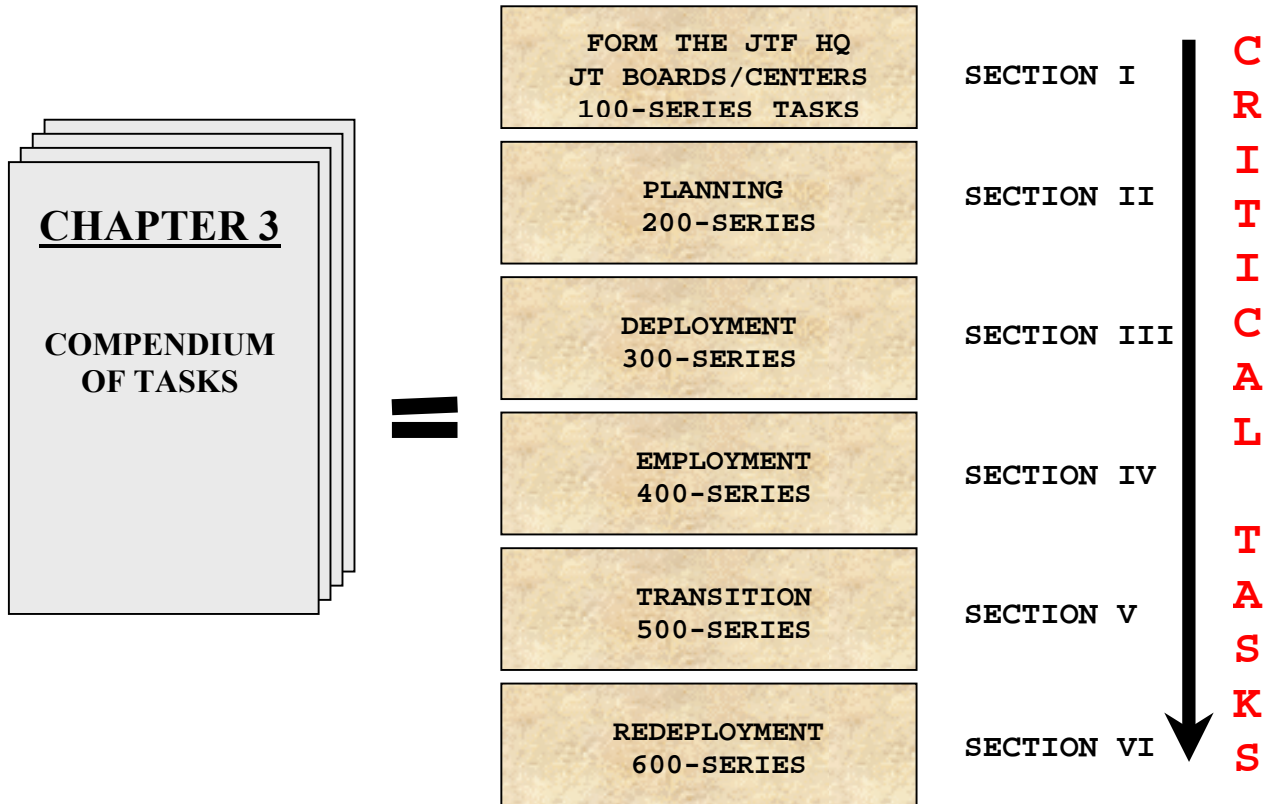 CHAPTER 3
COMPENDIUM
OF TASKS
FORM THE JTF HQ
JT BOARDS/CENTERS
100-SERIES TASKS
SECTION I
PLANNING
200-SERIES
SECTION II
DEPLOYMENT
300-SERIES
SECTION III
EMPLOYMENT
400-SERIES
SECTION IV
TRANSITION
500-SERIES
SECTION V
REDEPLOYMENT
600-SERIES
SECTION VI
CRITICAL TASKS